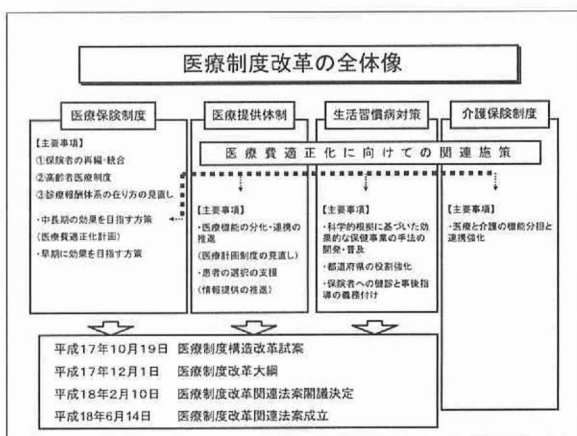 医療制度改革の全体像
医療保険制度
【主要事項】
①保険者の再編・統合
②高齢者医療制度
③診療報酬体系の在り方の見直し
・中長期の効果を目指す方策
(医療費適正化計画)
・早期に効果を目指す方策
医療提供体制
生活習慣病対策
介護保険制度
医療費適正化に向けての関連施策
【主要事項】
・医療機能の分化・連携の
推進
(医療計画制度の見直し)
・患者の選択の支援
(情報提供の推進)
【主要事項】
・科学的根拠に基づいた効
果的な保健事業の手法の
開発・普及
・都道府県の役割強化
・保険者への健診と事後指
導の義務付け
【主要事項】
・医療と介護の機能分担と
連携強化
平成17年10月19日 医療制度構造改革試案
平成17年12月1日 医療制度改革大綱
平成18年2月10日 医療制度改革関連法案閣議決定
平成18年6月14日 医療制度改革関連法案成立